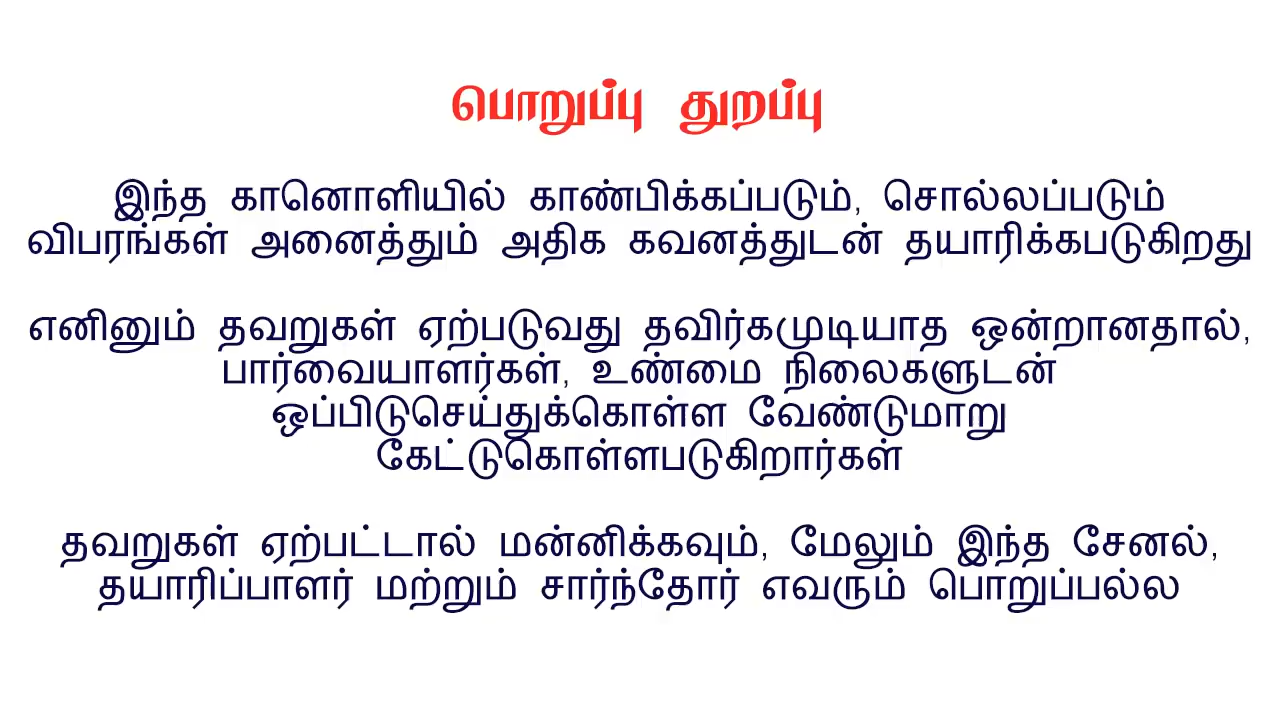 பொறுப்பு துறப்பு
இந்த கானொளியில் காண்பிக்கப்படும், சொல்லப்படும்
விபரங்கள் அனைத்தும் அதிக கவனத்துடன் தயாரிக்கபடுகிறது
எனினும் தவறுகள் ஏற்படுவது தவிர்கமுடியாத ஒன்றானதால்,
பார்வையாளர்கள், உண்மை நிலைகளுடன்
ஒப்பிடுசெய்துக்கொள்ள வேண்டுமாறு
கேட்டுகொள்ளபடுகிறார்கள்
தவறுகள் ஏற்பட்டால் மன்னிக்கவும், மேலும் இந்த சேனல்,
தயாரிப்பாளர் மற்றும் சார்ந்தோர் எவரும் பொறுப்பல்ல